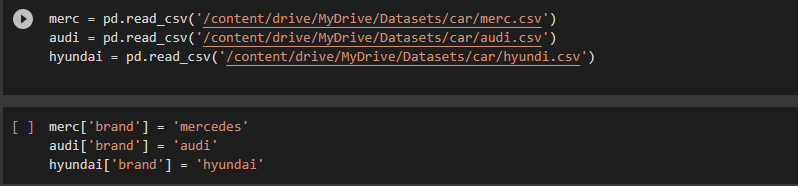 merc = pd.read_csv('/content/drive/MyDrive/Datasets/car/merc.csv')
audi = pd.read_csv('/content/drive/MyDrive/Datasets/car/audi.csv')
hyundai = pd.read_csv('/content/drive/MyDrive/Datasets/car/hyundi.csv')
[ ] merc['brand'] = 'mercedes'
audi['brand'] = 'audi'
hyundai['brand'] = 'hyundai'